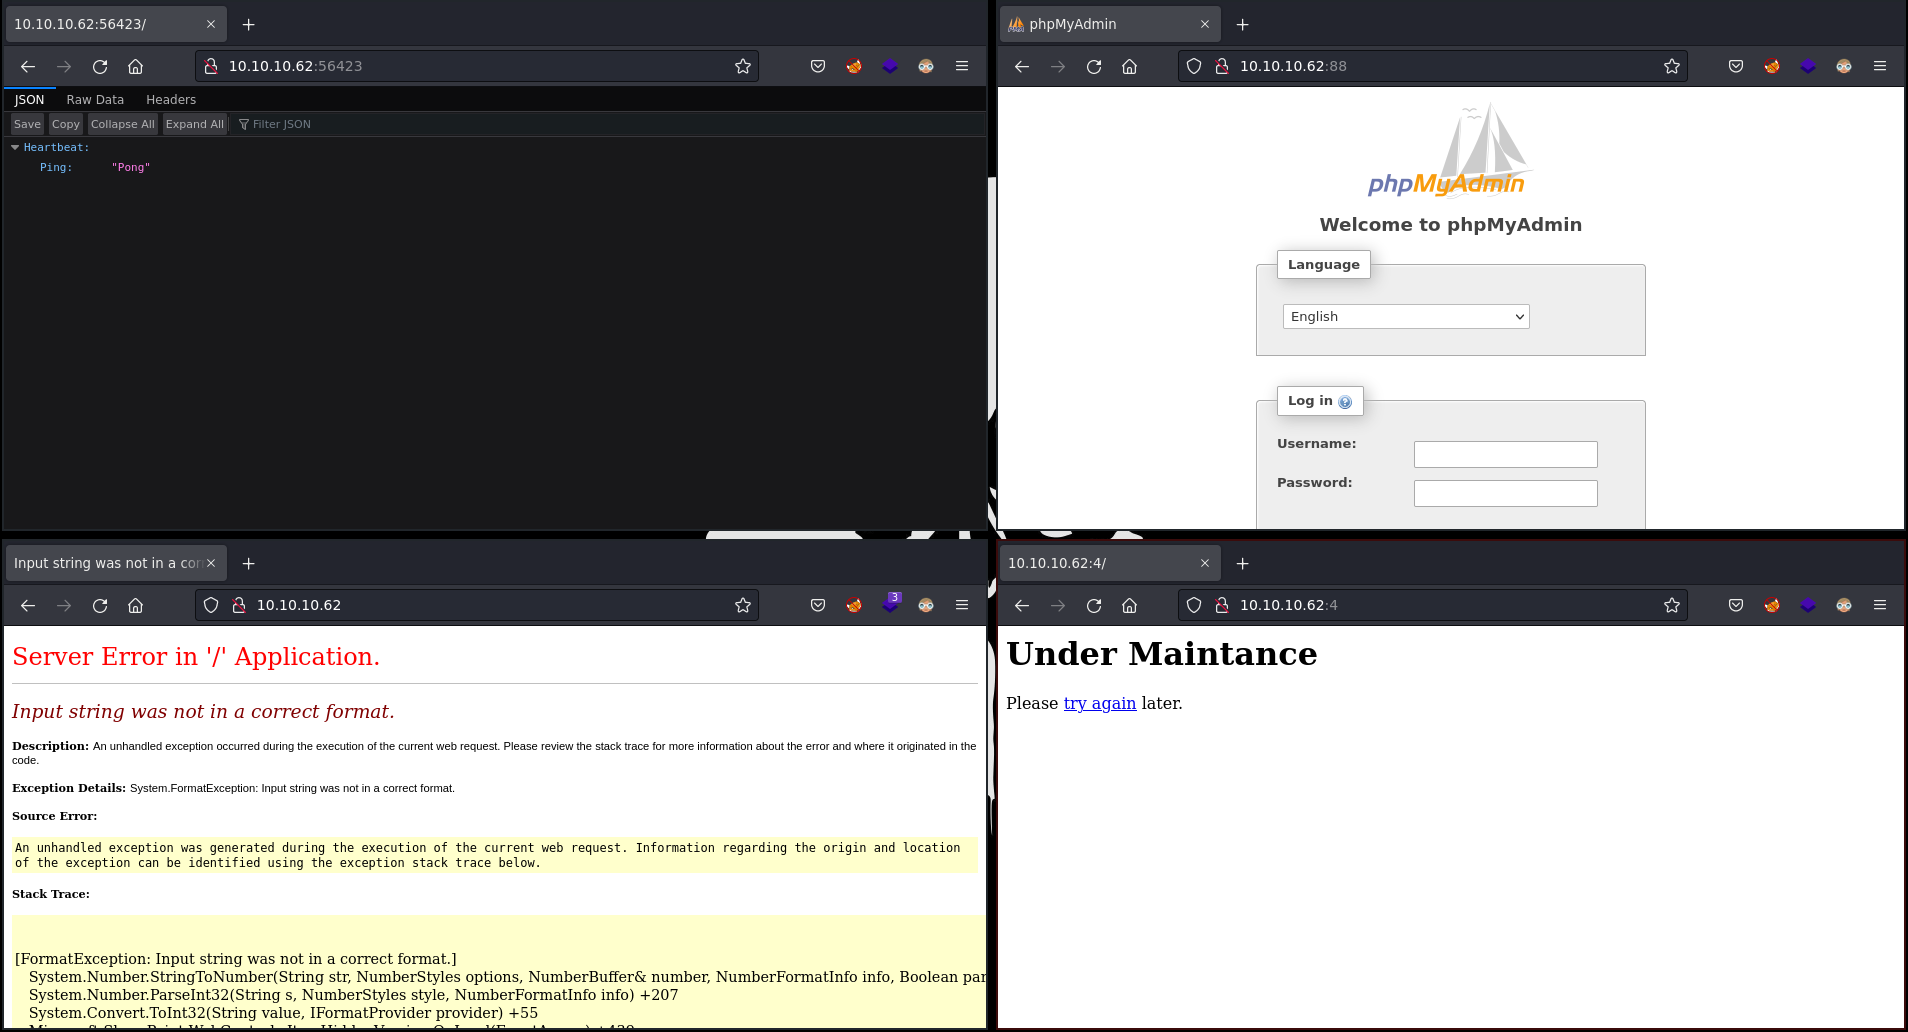 10.10.10.62:56423/
10.10.10.62:56423
JSON Raw Data Headers
Save Copy Collapse All Expand All Filter JSON
Heartbeat:
Ping: "Pong"
phpMyAdmin
10.10.10.62:88
phpMyAdmin
Welcome to phpMyAdmin
Language
English
Log in
Username:
Password:
Input string was not in a cor
10.10.10.62
3
Server Error in '/' Application.
Input string was not in a correct format.
Description: An unhandled exception occurred during the execution of the current web request. Please review the stack trace for more information about the error and where it originated in the
code.
Exception Details: System.FormatException: Input string was not in a correct format.
Source Error:
An unhandled exception was generated during the execution of the current web request. Information regarding the origin and location
of the exception can be identified using the exception stack trace below.
Stack Trace:
[FormatException: Input string was not in a correct format.]
System.Number.StringToNumber(String str, NumberStyles options, NumberBuffer& number, NumberFormatInfo info, Boolean par
System.Number.ParseInt32(String s, NumberStyles style, NumberFormatInfo info) +207
System.Convert.ToInt32(String value, IFormatProvider provider) +55
10.10.10.62:4/
10.10.10.62:4
Under Maintance
Please try again later.